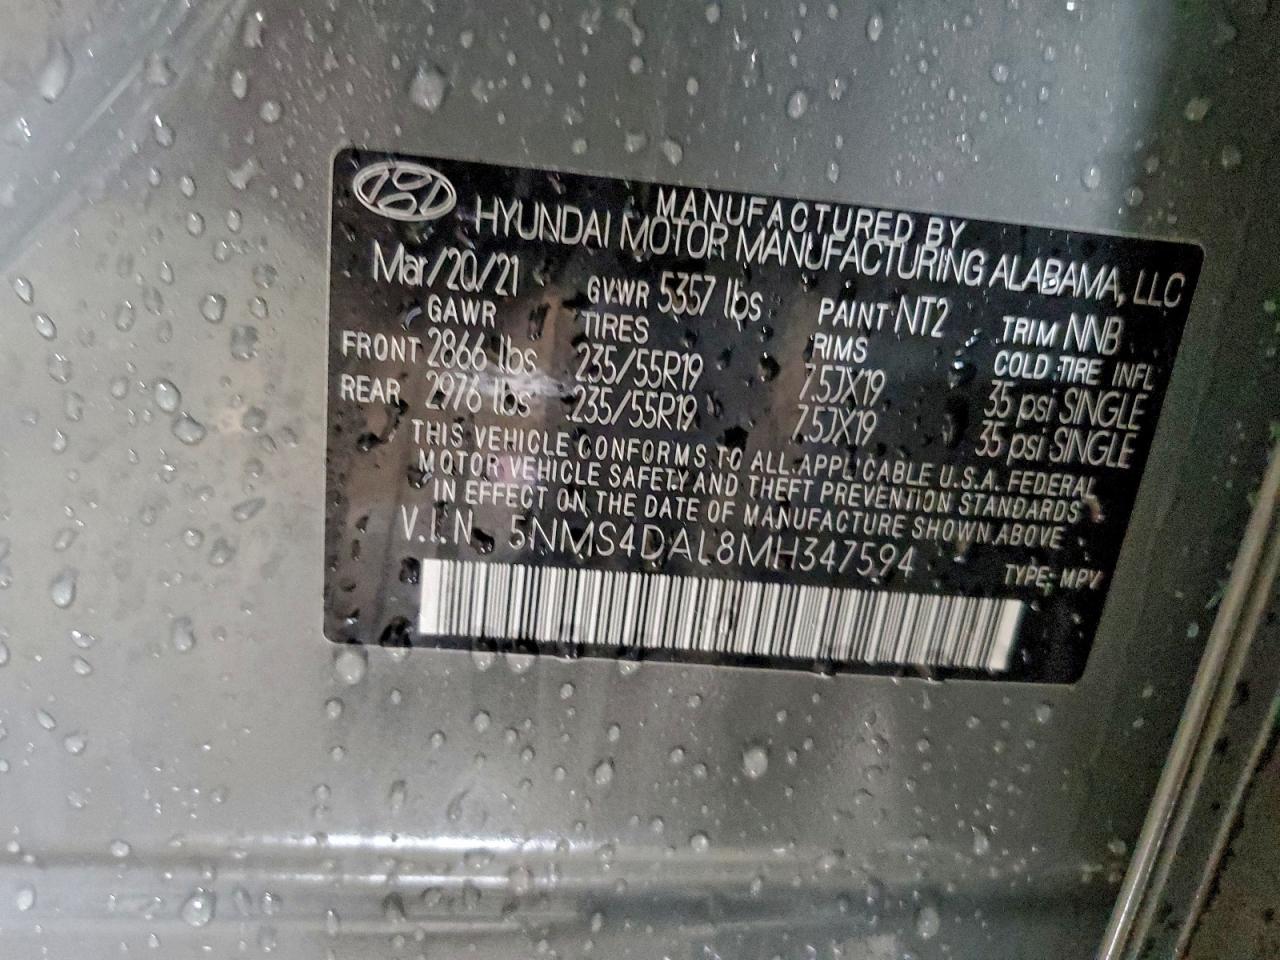 MANUFACTURED BY
HYUNDAI MOTOR MANUFACTURING ALABAMA, LLC
Mar/20/21 GVWR 5357 lbs PAINT NT2 TRIM NNB
GAWR TIRES RIMS COLD TIRE INFL
FRONT 2866 lbs 235/55R19 7.5JX19 35 psi SINGLE
REAR 2976 lbs 235/55R19 7.5JX19 35 psi SINGLE
THIS VEHICLE CONFORMS TO ALL APPLICABLE U.S.A. FEDERAL
MOTOR VEHICLE SAFETY AND THEFT PREVENTION STANDARDS
IN EFFECT ON THE DATE OF MANUFACTURE SHOWN ABOVE
V.I.N 5NMS4DAL8MH347594 TYPE: MPV